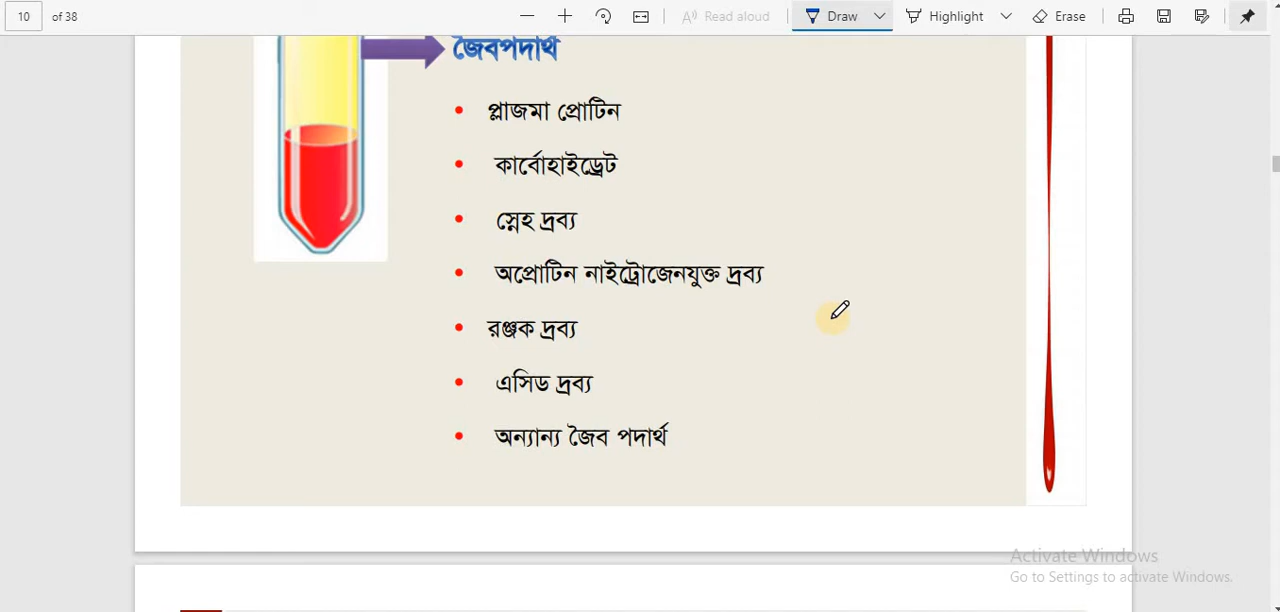 10 of 38 Read aloud Draw Highlight Erase
জৈবপদার্থ
• প্লাজমা প্রোটিন
• কার্বোহাইড্রেট
• স্নেহ দ্রব্য
• অপ্রোটিন নাইট্রোজেনযুক্ত দ্রব্য
• রঞ্জক দ্রব্য
• এসিড দ্রব্য
• অন্যান্য জৈব পদার্থ
Activate Windows
Go to Settings to activate Windows.